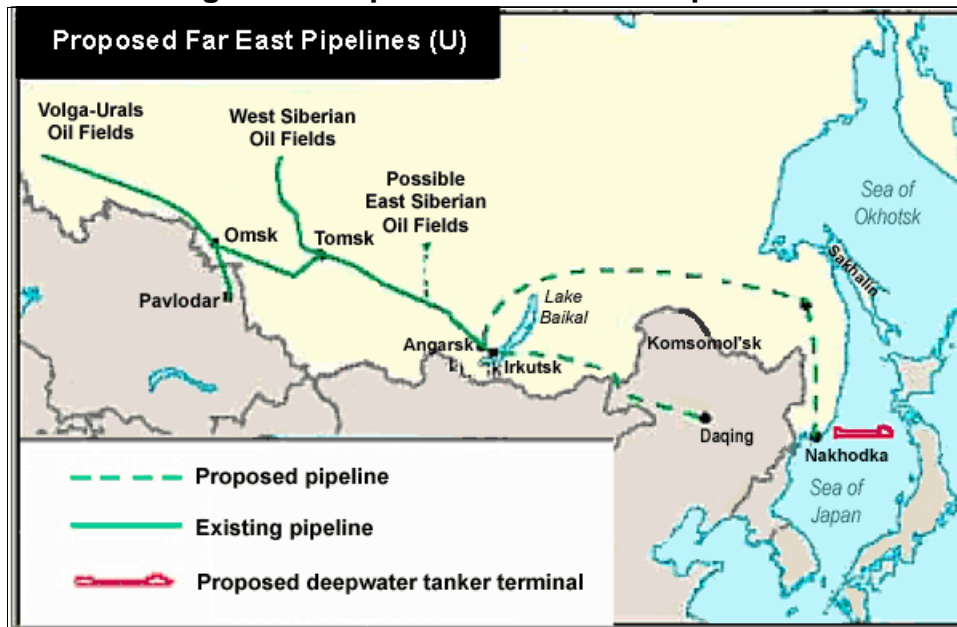 Proposed Far East Pipelines (U)
Volga-Urals
Oil Fields
West Siberian
Oil Fields
Possible
East Siberian
Oil Fields
Sea of
Okhotsk
Omsk
Tomsk
Sakhalin
Pavlodar
Lake
Baikal
Angarsk
Komsomol'sk
Irkutsk
Daqing
Nakhodka
Sea of
Japan
Proposed pipeline
Existing pipeline
Proposed deepwater tanker terminal